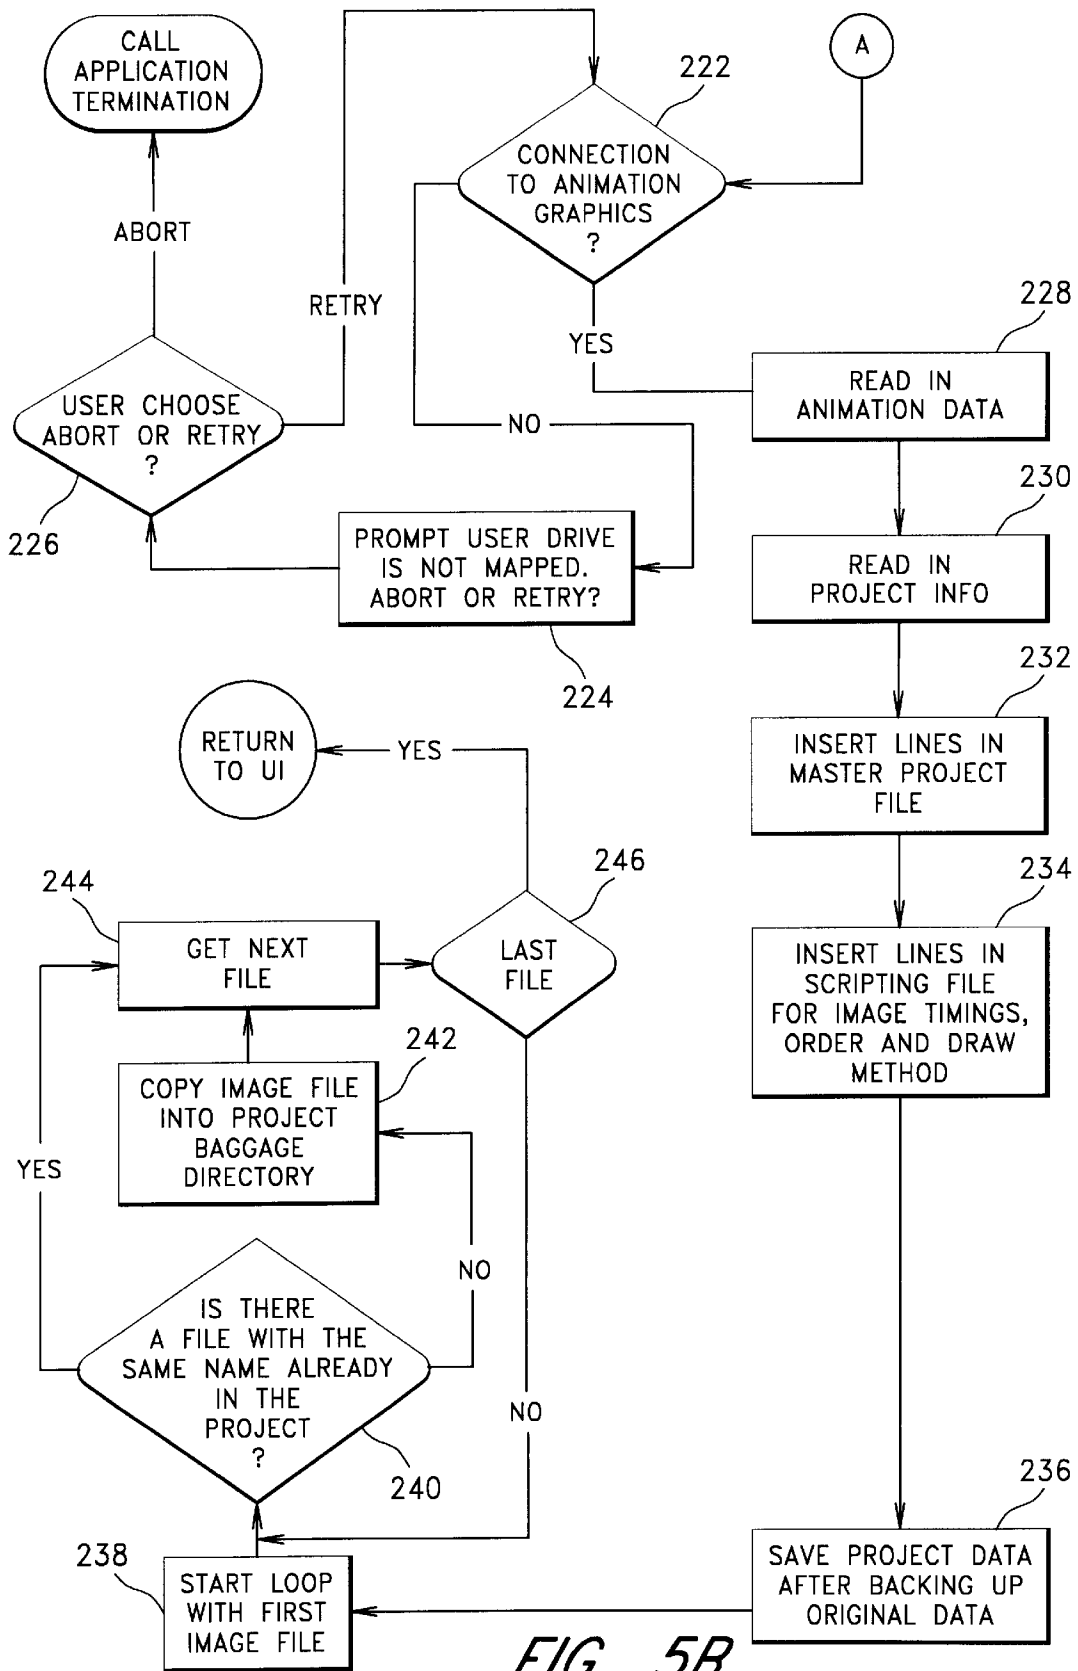 CALL
APPLICATION
TERMINATION
A
222
CONNECTION
TO ANIMATION
GRAPHICS
?
ABORT
RETRY
YES
228
READ IN
ANIMATION DATA
USER CHOOSE
ABORT OR RETRY
?
226
NO
230
READ IN
PROJECT INFO
PROMPT USER DRIVE
IS NOT MAPPED.
ABORT OR RETRY?
224
232
INSERT LINES IN
MASTER PROJECT
FILE
RETURN
TO UI
YES
246
LAST
FILE
244
GET NEXT
FILE
234
INSERT LINES IN
SCRIPTING FILE
FOR IMAGE TIMINGS,
ORDER AND DRAW
METHOD
242
COPY IMAGE FILE
INTO PROJECT
BAGGAGE
DIRECTORY
YES
NO
IS THERE
A FILE WITH THE
SAME NAME ALREADY
IN THE
PROJECT
?
240
NO
236
SAVE PROJECT DATA
AFTER BACKING UP
ORIGINAL DATA
238
START LOOP
WITH FIRST
IMAGE FILE
FIG. 5B